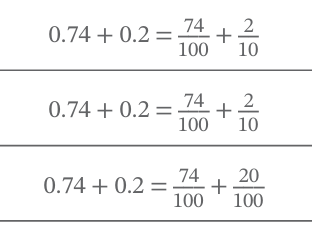 0.74 + 0.2 = 74/100 + 2/10
0.74 + 0.2 = 74/100 + 2/10
0.74 + 0.2 = 74/100 + 20/100